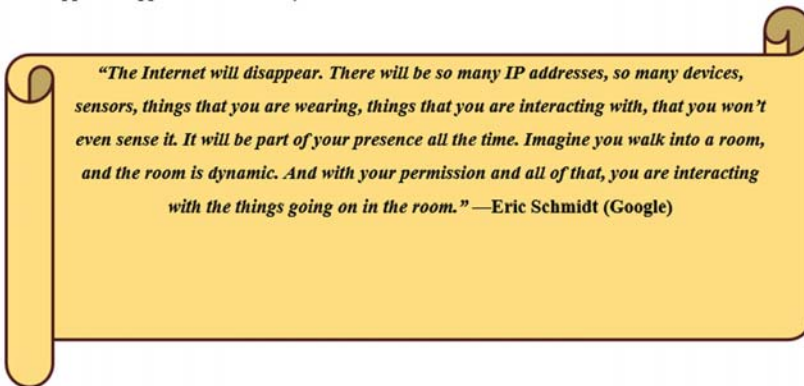 “The Internet will disappear. There will be so many IP addresses, so many devices,
sensors, things that you are wearing, things that you are interacting with, that you won’t
even sense it. It will be part of your presence all the time. Imagine you walk into a room,
and the room is dynamic. And with your permission and all of that, you are interacting
with the things going on in the room.” —Eric Schmidt (Google)